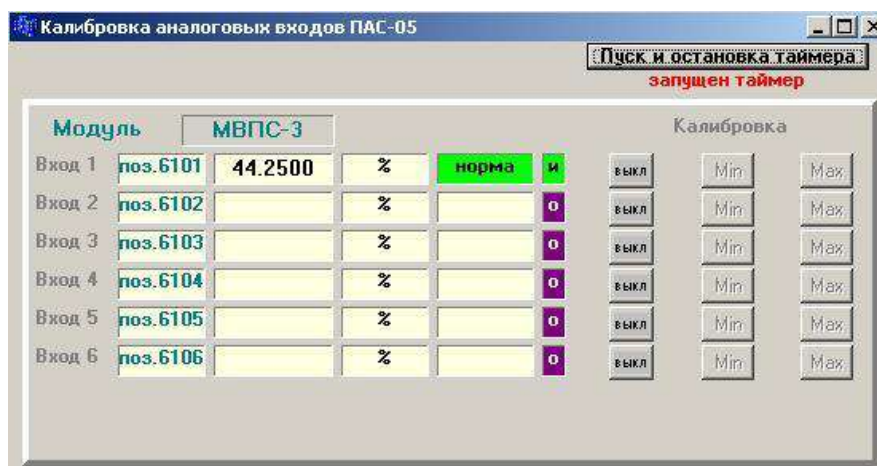 Калибровка аналоговых входов ПАС-05
Пуск и остановка таймера
запущен таймер
Модуль МВПС-3 Калибровка
Вход 1 поз.6101 44.2500 % норма и выкл Min Max
Вход 2 поз.6102 % о выкл Min Max
Вход 3 поз.6103 % о выкл Min Max
Вход 4 поз.6104 % о выкл Min Max
Вход 5 поз.6105 % о выкл Min Max
Вход 6 поз.6106 % о выкл Min Max